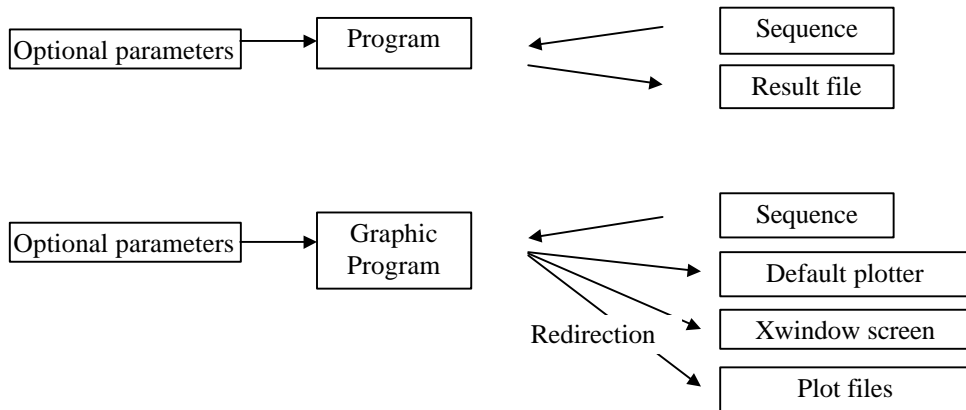 Optional parameters
Program
Sequence
Result file
Optional parameters
Graphic
Program
Sequence
Default plotter
Xwindow screen
Redirection
Plot files